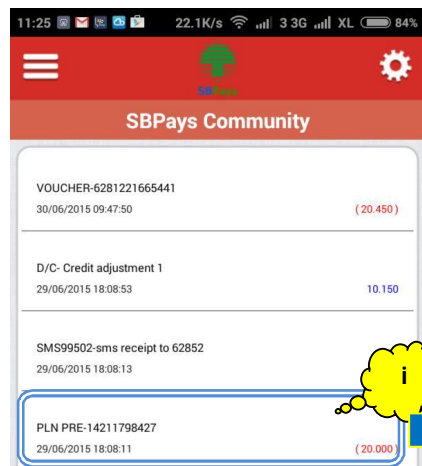 11:25 22.1K/s 3 3G XL 84%
SBPays
SBPays Community
VOUCHER-6281221665441
30/06/2015 09:47:50 (20.450)
D/C- Credit adjustment 1
29/06/2015 18:08:53 10.150
SMS99502-sms receipt to 62852
29/06/2015 18:08:13
i
PLN PRE-14211798427
29/06/2015 18:08:11 (20.000)